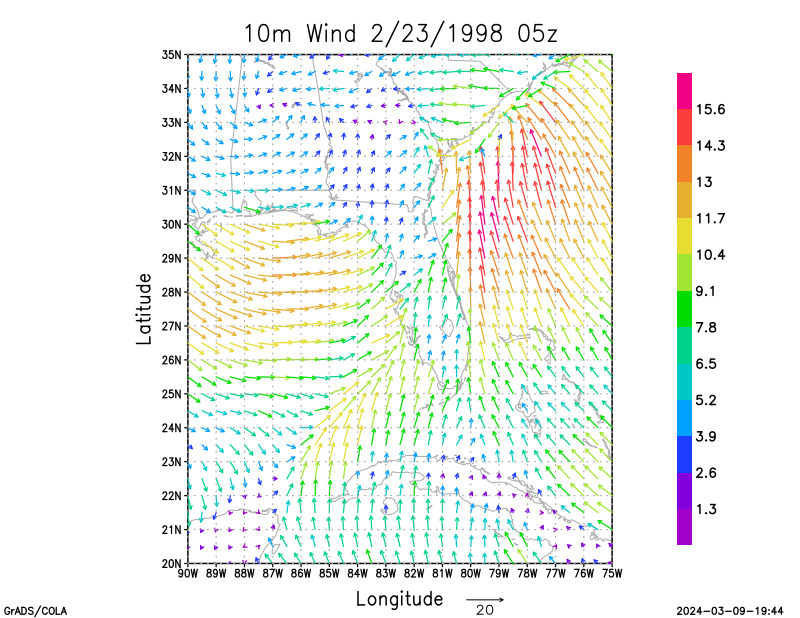 10m Wind 2/23/1998 05z
35N
34N
33N
32N
31N
30N
29N
28N
27N
26N
25N
24N
23N
22N
21N
20N
Latitude
90W 89W 88W 87W 86W 85W 84W 83W 82W 81W 80W 79W 78W 77W 76W 75W
Longitude
20
15.6
14.3
13
11.7
10.4
9.1
7.8
6.5
5.2
3.9
2.6
1.3
GrADS/COLA
2024-03-09-19:44